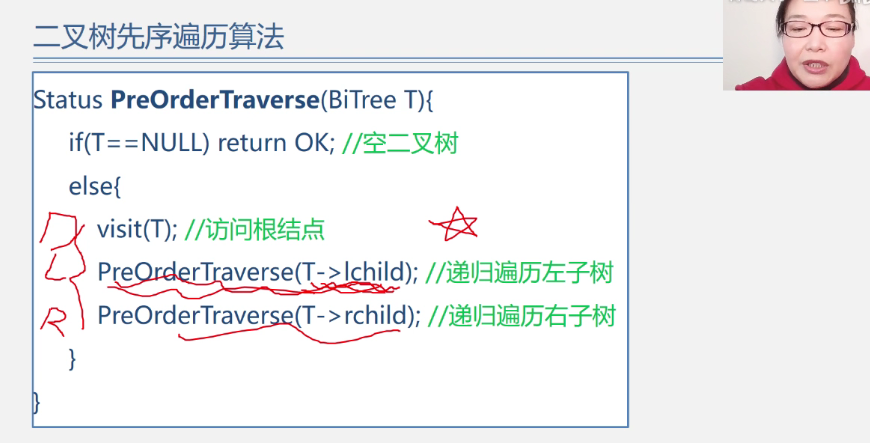 二叉树先序遍历算法
Status PreOrderTraverse(BiTree T){
if(T==NULL) return OK; //空二叉树
else{
visit(T); //访问根结点
PreOrderTraverse(T->lchild); //递归遍历左子树
R PreOrderTraverse(T->rchild); //递归遍历右子树
}
}